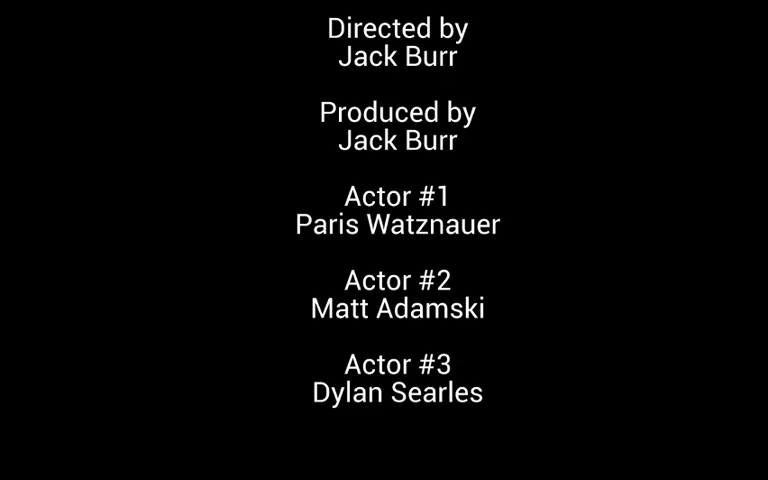 Directed by
Jack Burr
Produced by
Jack Burr
Actor #1
Paris Watznauer
Actor #2
Matt Adamski
Actor #3
Dylan Searles